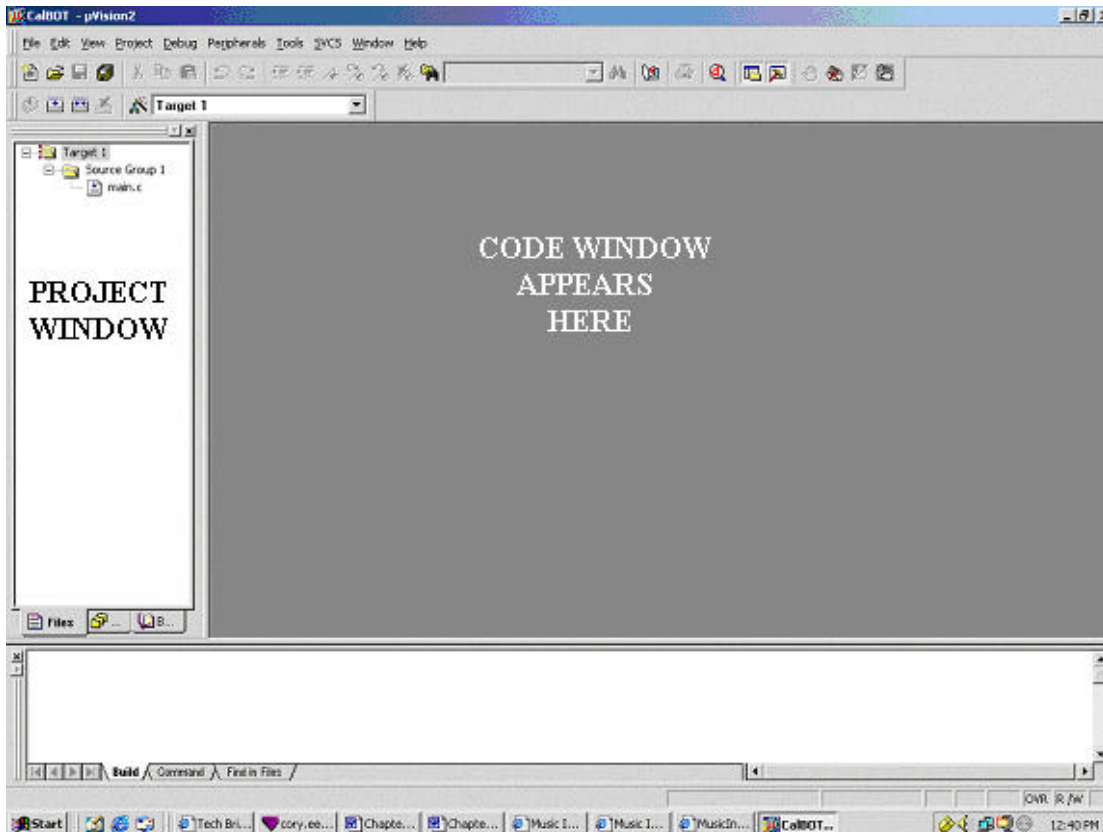 CalBOT - µVision2
File Edit View Project Debug Peripherals Tools SVCS Window Help
Target 1
Target 1
Source Group 1
main.c
PROJECT
WINDOW
CODE WINDOW
APPEARS
HERE
Files ... B...
Build Command Find in Files
OVR R/W
Start Tech Bri... cory.ee... Chapte... Chapte... Music I... Music I... MusicIn... CalBOT... 12:40 PM